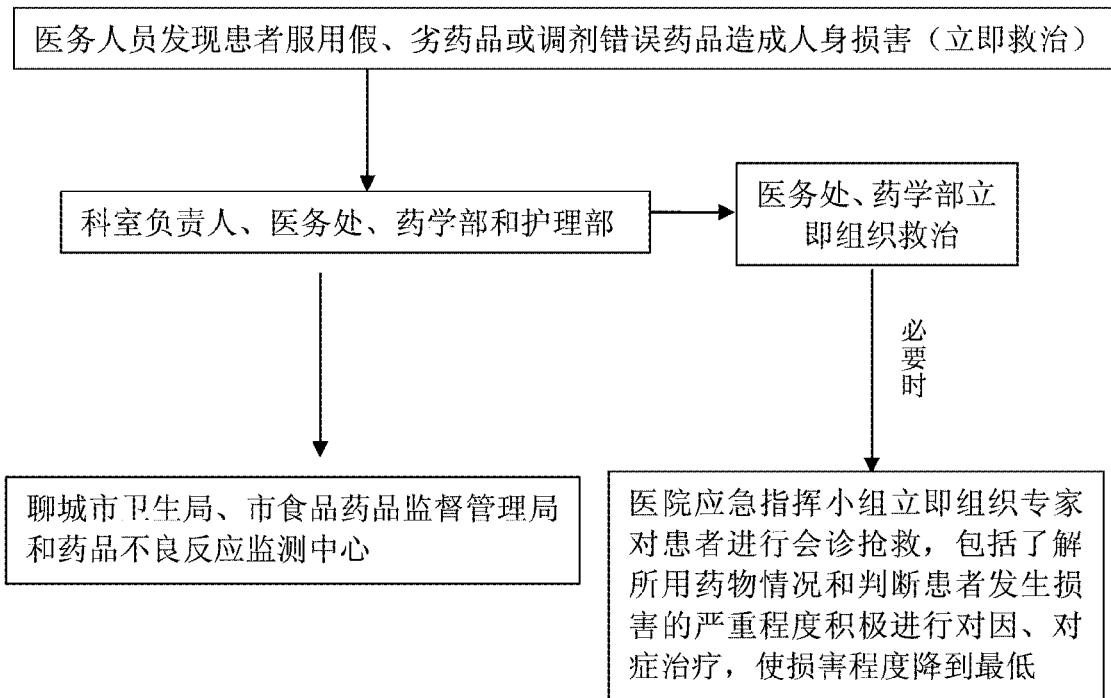 医务人员发现患者服用假、劣药品或调剂错误药品造成人身损害（立即救治）
科室负责人、医务处、药学部和护理部
医务处、药学部立
即组织救治
必要时
聊城市卫生局、市食品药品监督管理局
和药品不良反应监测中心
医院应急指挥小组立即组织专家
对患者进行会诊抢救，包括了解
所用药物情况和判断患者发生损
害的严重程度积极进行对因、对
症治疗，使损害程度降到最低